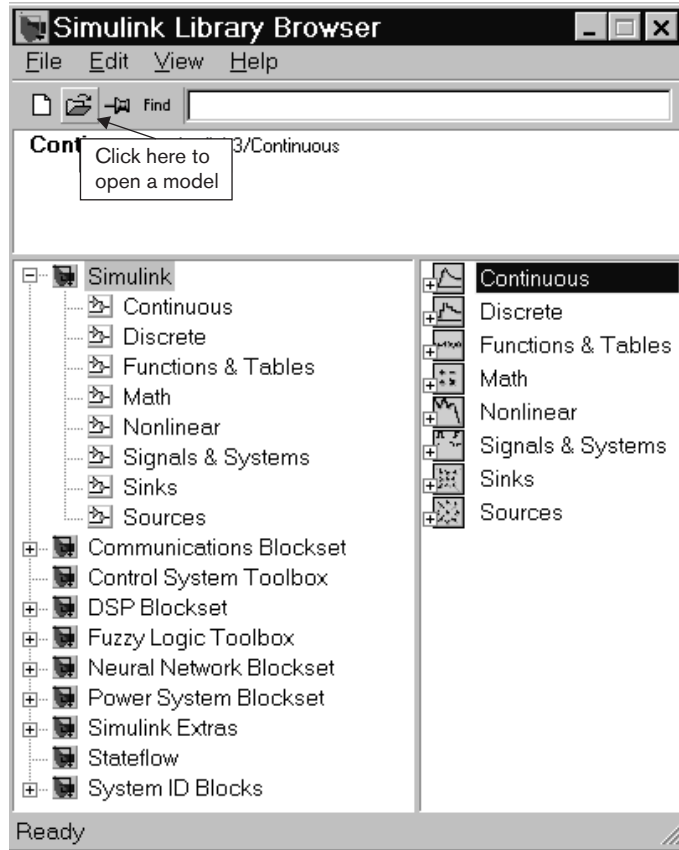 Simulink Library Browser
File Edit View Help
Find
Cont 3/Continuous
Click here to
open a model
Simulink
Continuous
Discrete
Functions & Tables
Math
Nonlinear
Signals & Systems
Sinks
Sources
Communications Blockset
Control System Toolbox
DSP Blockset
Fuzzy Logic Toolbox
Neural Network Blockset
Power System Blockset
Simulink Extras
Stateflow
System ID Blocks
Continuous
Discrete
Functions & Tables
Math
Nonlinear
Signals & Systems
Sinks
Sources
Ready